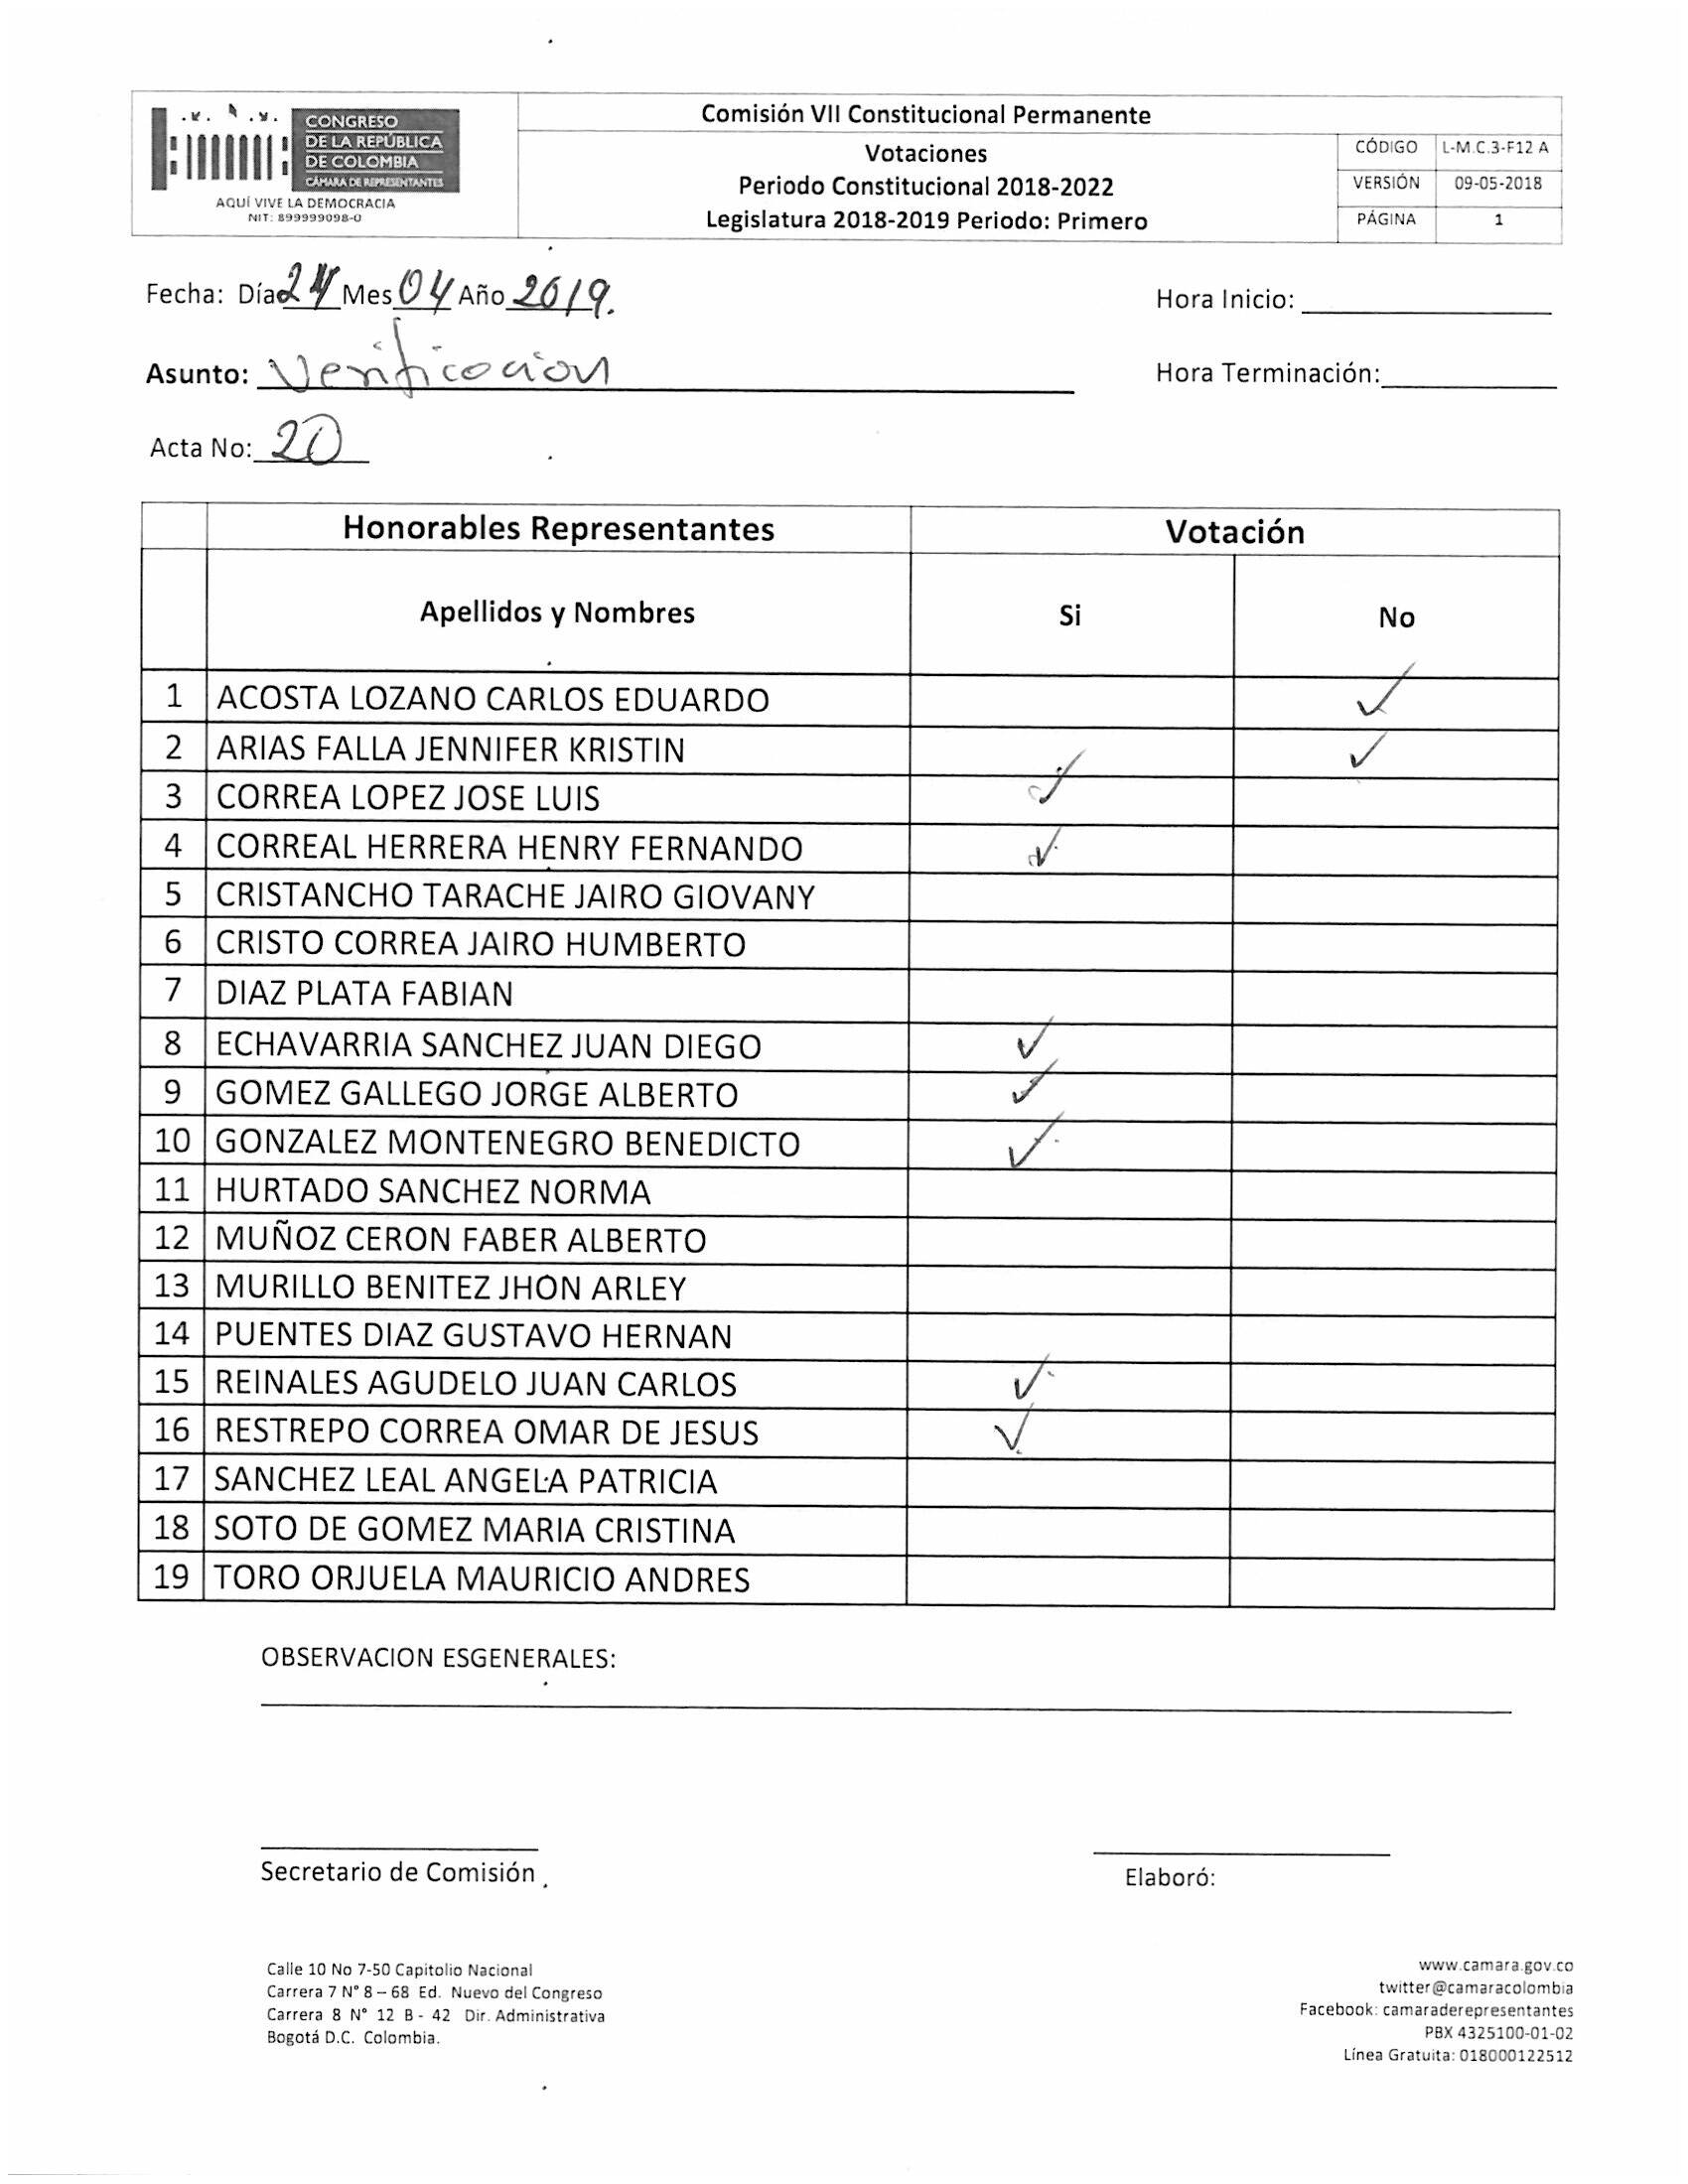 CONGRESO
DE LA REPÚBLICA
DE COLOMBIA
CÁMARA DE REPRESENTANTES
AQUÍ VIVE LA DEMOCRACIA
NIT: 899999098-0
Comisión VII Constitucional Permanente
Votaciones
Periodo Constitucional 2018-2022
Legislatura 2018-2019 Periodo: Primero
CÓDIGO L-M.C.3-F12 A
VERSIÓN 09-05-2018
PÁGINA 1
Fecha: Día 24 Mes 04 Año 2019. Hora Inicio:
Asunto: Verificación Hora Terminación:
Acta No: 20
Honorables Representantes Votación
Apellidos y Nombres Si No
1 ACOSTA LOZANO CARLOS EDUARDO ✓
2 ARIAS FALLA JENNIFER KRISTIN ✓
3 CORREA LOPEZ JOSE LUIS ✓
4 CORREAL HERRERA HENRY FERNANDO ✓
5 CRISTANCHO TARACHE JAIRO GIOVANY
6 CRISTO CORREA JAIRO HUMBERTO
7 DIAZ PLATA FABIAN
8 ECHAVARRIA SANCHEZ JUAN DIEGO ✓
9 GOMEZ GALLEGO JORGE ALBERTO ✓
10 GONZALEZ MONTENEGRO BENEDICTO ✓
11 HURTADO SANCHEZ NORMA
12 MUÑOZ CERON FABER ALBERTO
13 MURILLO BENITEZ JHON ARLEY
14 PUENTES DIAZ GUSTAVO HERNAN
15 REINALES AGUDELO JUAN CARLOS ✓
16 RESTREPO CORREA OMAR DE JESUS ✓
17 SANCHEZ LEAL ANGELA PATRICIA
18 SOTO DE GOMEZ MARIA CRISTINA
19 TORO ORJUELA MAURICIO ANDRES
OBSERVACION ESGENERALES:
Secretario de Comisión
Elaboró:
Calle 10 No 7-50 Capitolio Nacional
Carrera 7 N° 8 – 68 Ed. Nuevo del Congreso
Carrera 8 N° 12 B - 42 Dir. Administrativa
Bogotá D.C. Colombia.
www.camara.gov.co
twitter@camaracolombia
Facebook: camaraderepresentantes
PBX 4325100-01-02
Línea Gratuita: 018000122512